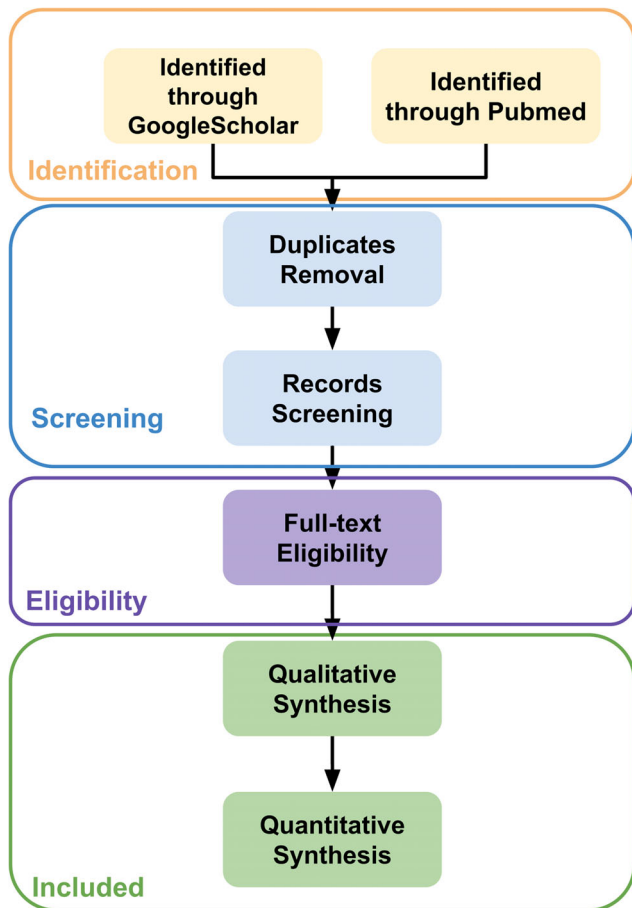 Identified
through
GoogleScholar
Identified
through Pubmed
Identification
Duplicates
Removal
Records
Screening
Screening
Full-text
Eligibility
Eligibility
Qualitative
Synthesis
Quantitative
Synthesis
Included